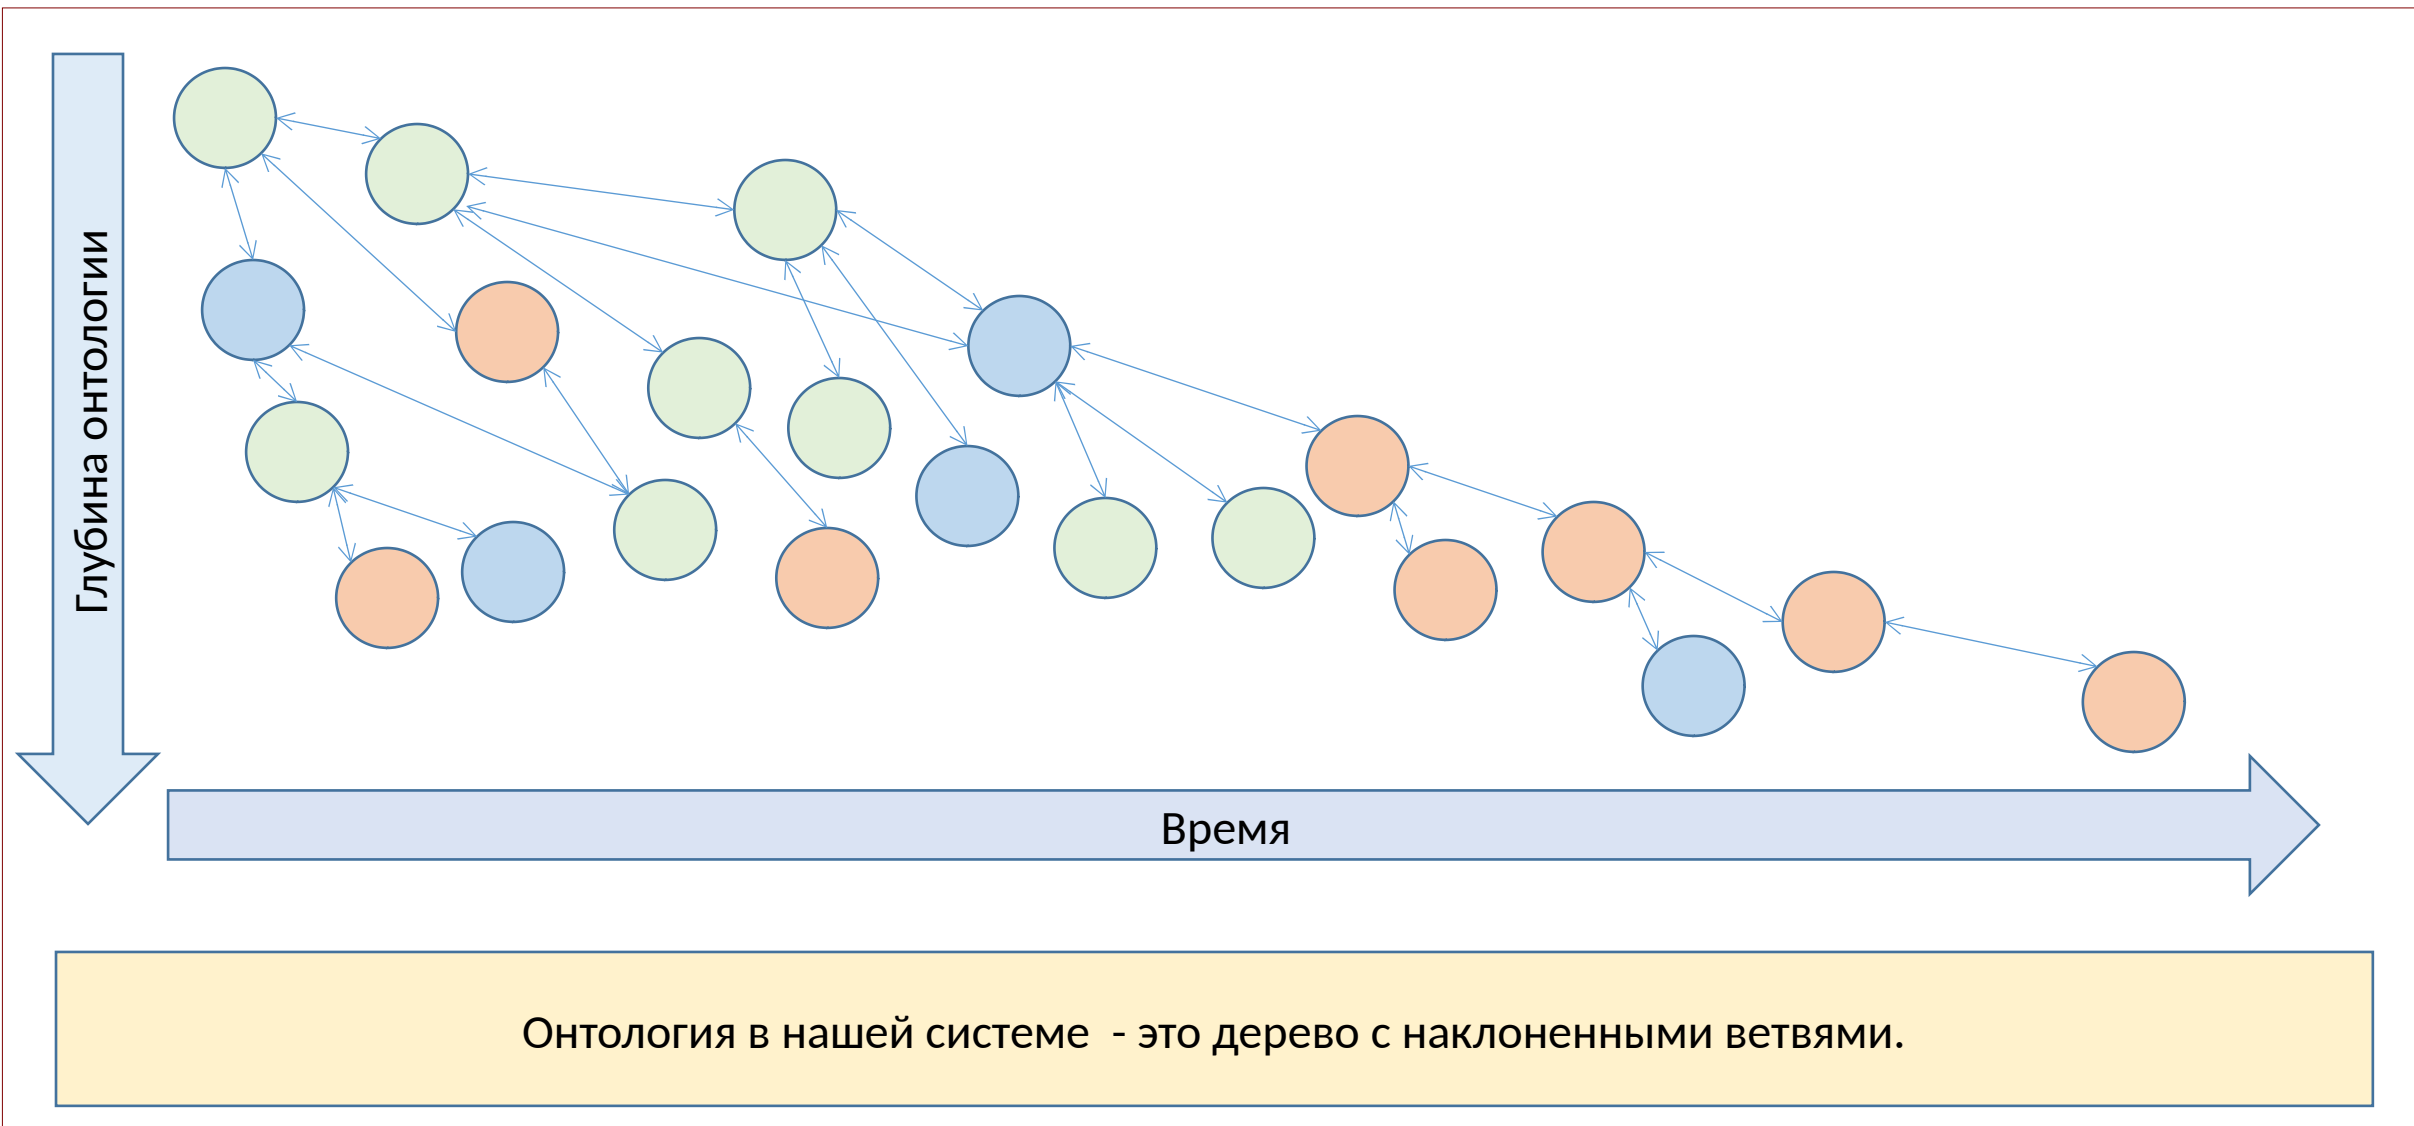 Глубина онтологии
Время
Онтология в нашей системе  - это дерево с наклоненными ветвями.